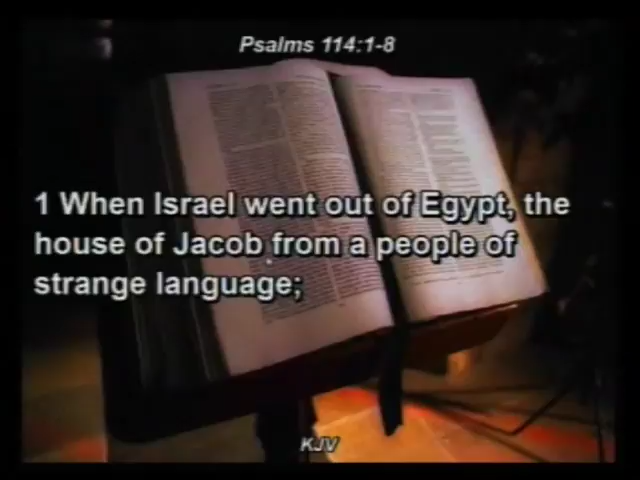 Psalms 114:1-8
1 When Israel went out of Egypt, the
house of Jacob from a people of
strange language;
KJV